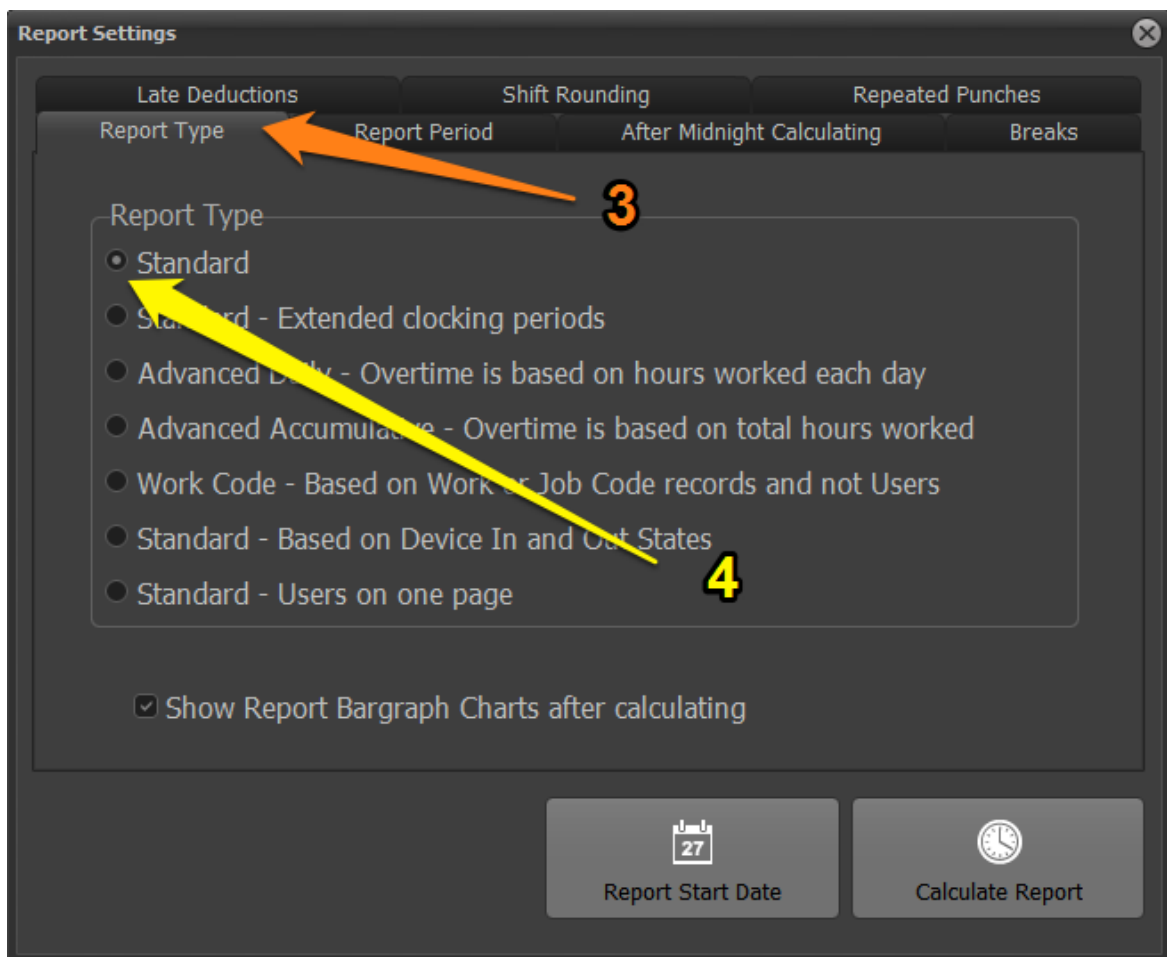 Report Settings
Late Deductions Shift Rounding Repeated Punches
Report Type Report Period After Midnight Calculating Breaks
3
Report Type
Standard
Standard - Extended clocking periods
Advanced Daily - Overtime is based on hours worked each day
Advanced Accumulative - Overtime is based on total hours worked
Work Code - Based on Work or Job Code records and not Users
Standard - Based on Device In and Out States
4
Standard - Users on one page
Show Report Bargraph Charts after calculating
27
Report Start Date Calculate Report